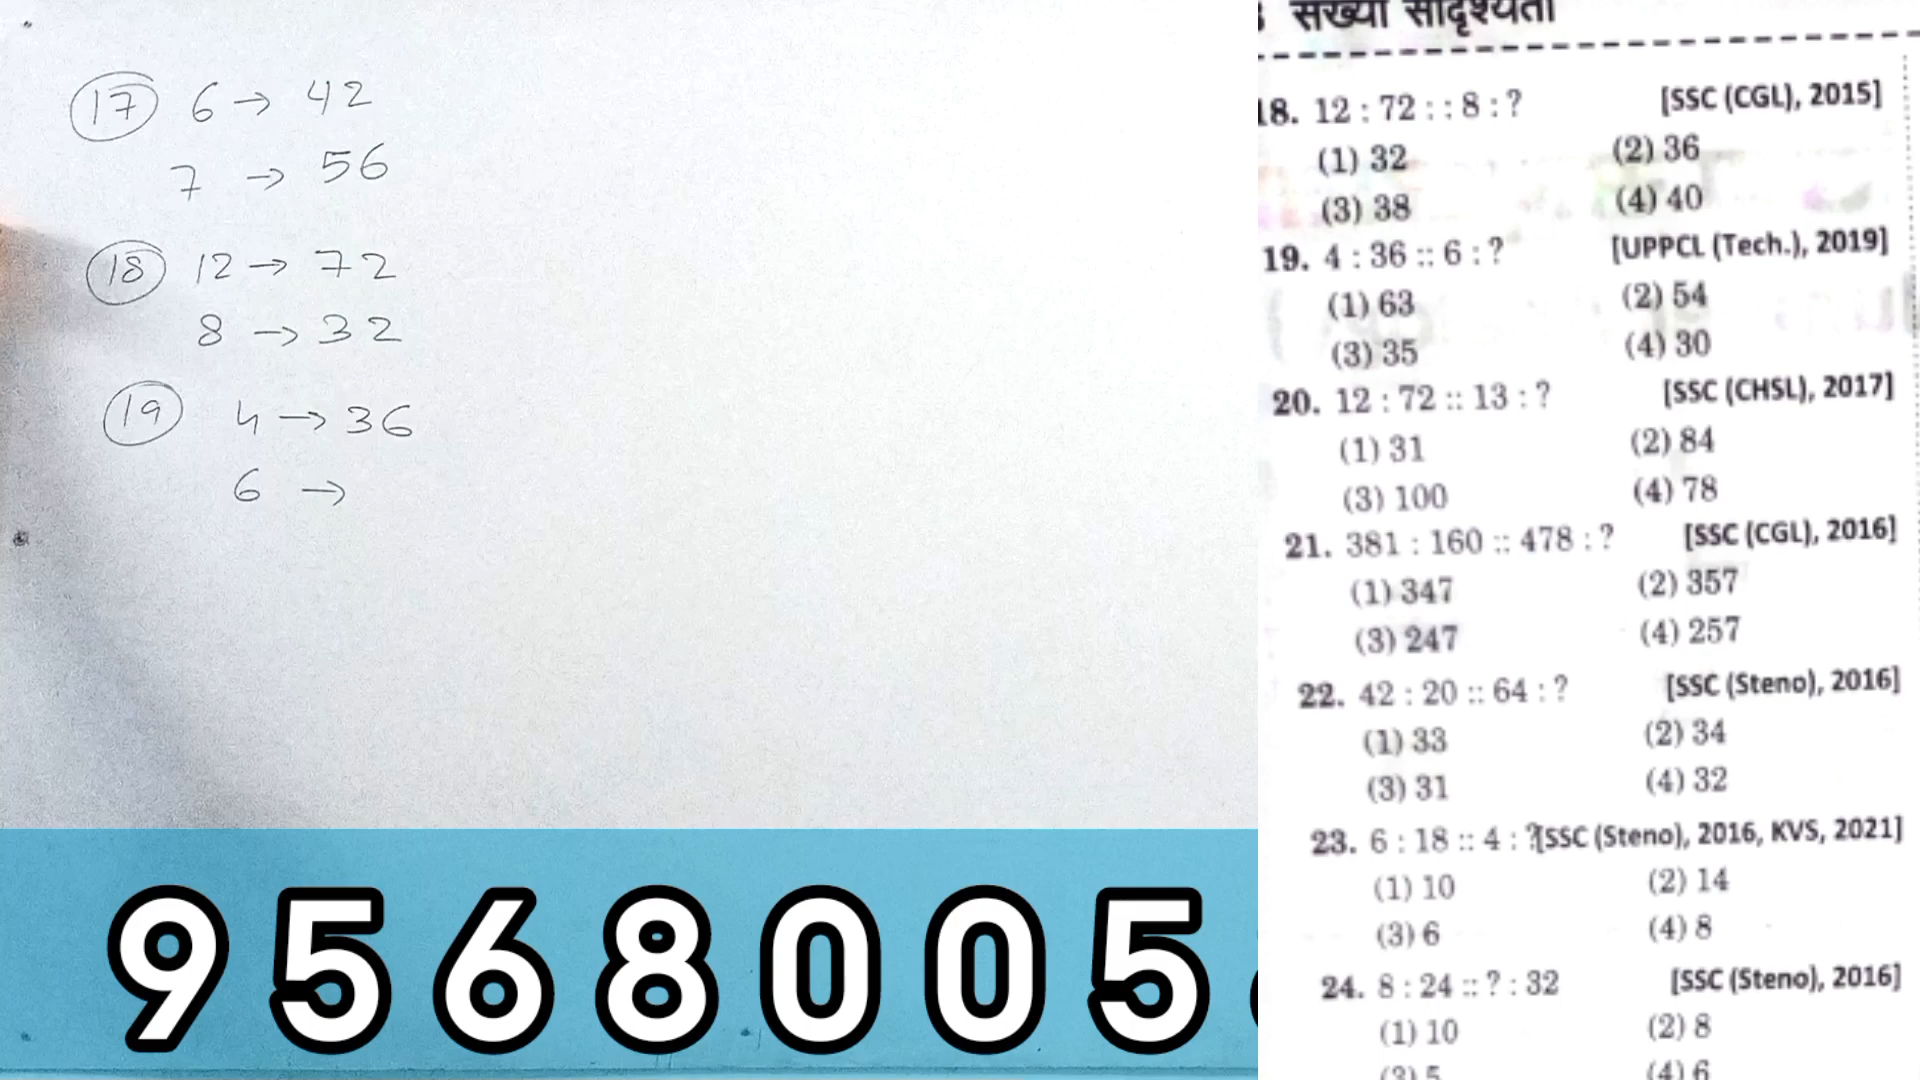 17 6 → 42
7 → 56
18 12 → 72
8 → 32
19 4 → 36
6 →
9568005
संख्या सादृश्यता
18. 12 : 72 : : 8 : ? [SSC (CGL), 2015]
(1) 32 (2) 36
(3) 38 (4) 40
19. 4 : 36 :: 6 : ? [UPPCL (Tech.), 2019]
(1) 63 (2) 54
(3) 35 (4) 30
20. 12 : 72 :: 13 : ? [SSC (CHSL), 2017]
(1) 31 (2) 84
(3) 100 (4) 78
21. 381 : 160 :: 478 : ? [SSC (CGL), 2016]
(1) 347 (2) 357
(3) 247 (4) 257
22. 42 : 20 :: 64 : ? [SSC (Steno), 2016]
(1) 33 (2) 34
(3) 31 (4) 32
23. 6 : 18 :: 4 : ? [SSC (Steno), 2016, KVS, 2021]
(1) 10 (2) 14
(3) 6 (4) 8
24. 8 : 24 :: ? : 32 [SSC (Steno), 2016]
(1) 10 (2) 8
(3) 5 (4) 6